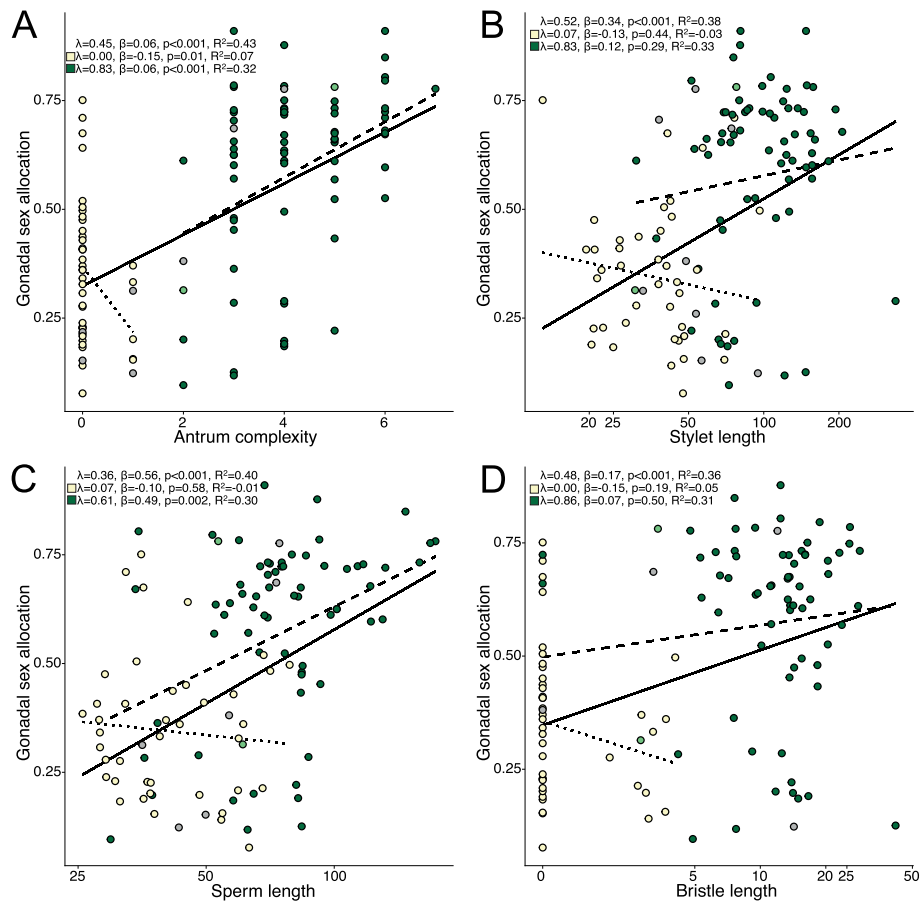 A
λ=0.45, β=0.06, p<0.001, R²=0.43
λ=0.00, β=-0.15, p=0.01, R²=0.07
λ=0.83, β=0.06, p<0.001, R²=0.32
Gonadal sex allocation
0.75
0.50
0.25
0 2 4 6
Antrum complexity
B
λ=0.52, β=0.34, p<0.001, R²=0.38
λ=0.07, β=-0.13, p=0.44, R²=-0.03
λ=0.83, β=0.12, p=0.29, R²=0.33
Gonadal sex allocation
0.75
0.50
0.25
20 25 50 100 200
Stylet length
C
λ=0.36, β=0.56, p<0.001, R²=0.40
λ=0.07, β=-0.10, p=0.58, R²=-0.01
λ=0.61, β=0.49, p=0.002, R²=0.30
Gonadal sex allocation
0.75
0.50
0.25
25 50 100
Sperm length
D
λ=0.48, β=0.17, p<0.001, R²=0.36
λ=0.00, β=-0.15, p=0.19, R²=0.05
λ=0.86, β=0.07, p=0.50, R²=0.31
Gonadal sex allocation
0.75
0.50
0.25
0 5 10 20 25 50
Bristle length